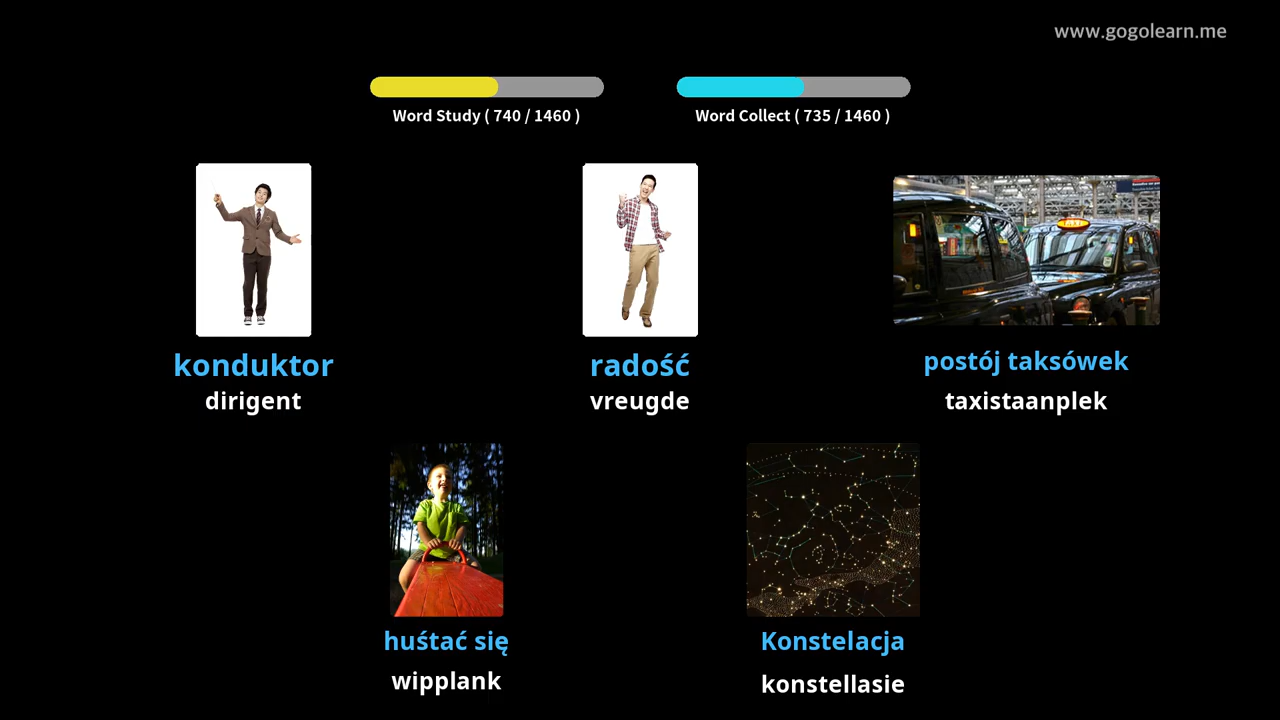 www.gogolearn.me
Word Study ( 740 / 1460 )
Word Collect ( 735 / 1460 )
konduktor
dirigent
radość
vreugde
TAXI
postój taksówek
taxistaanplek
huśtać się
wipplank
Konstelacja
konstellasie